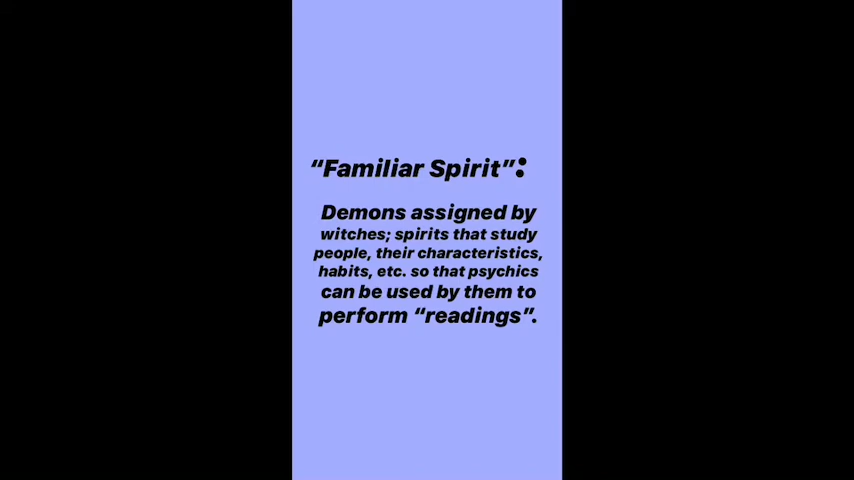 “Familiar Spirit”:
Demons assigned by
witches; spirits that study
people, their characteristics,
habits, etc. so that psychics
can be used by them to
perform “readings”.